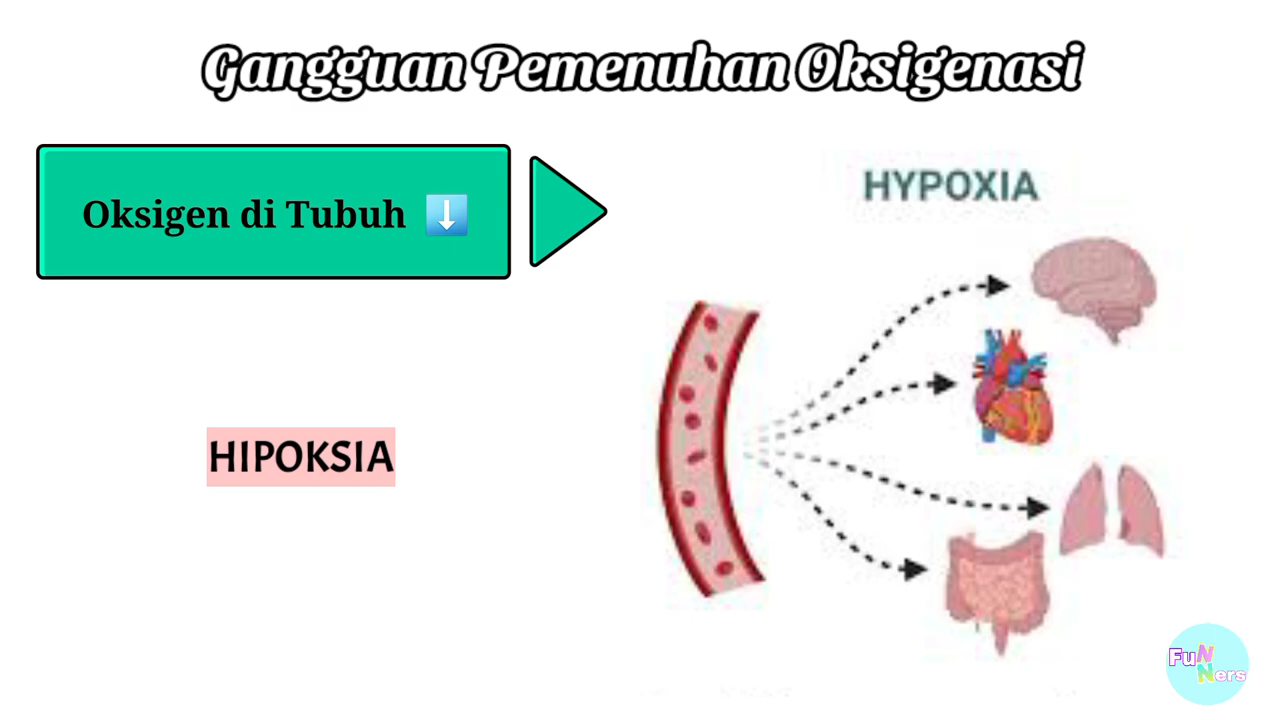 Gangguan Pemenuhan Oksigenasi
Oksigen di Tubuh ⬇️
HYPOXIA
HIPOKSIA
FuNNers